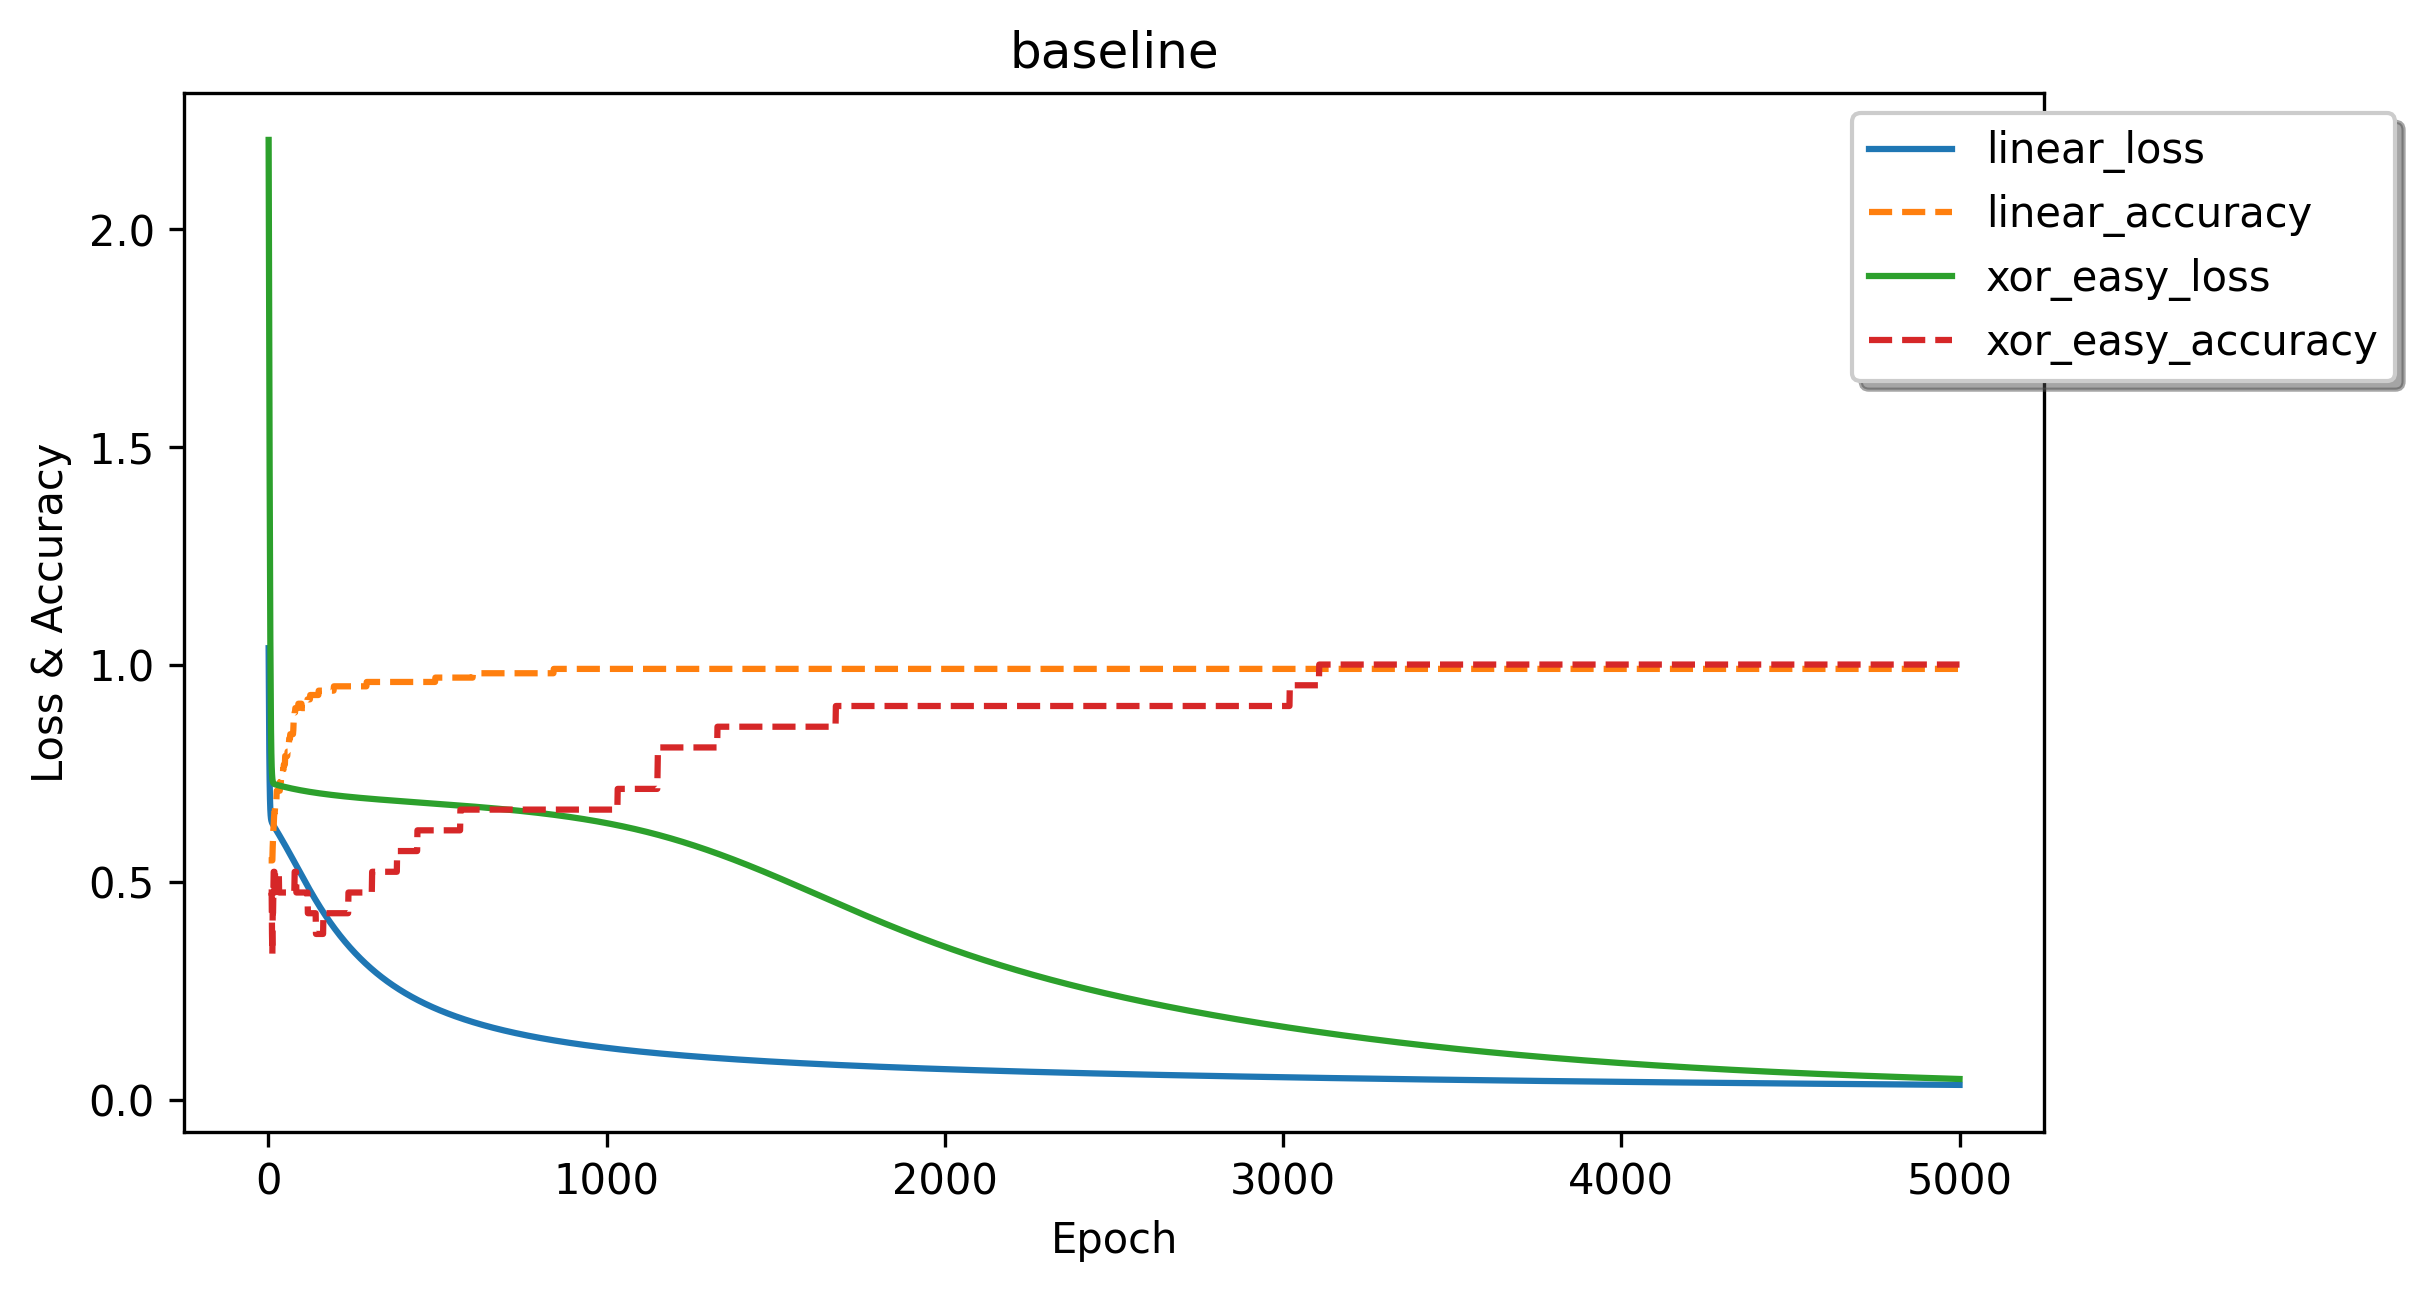 baseline
linear_loss
linear_accuracy
xor_easy_loss
xor_easy_accuracy
Loss & Accuracy
2.0
1.5
1.0
0.5
0.0
0 1000 2000 3000 4000 5000
Epoch